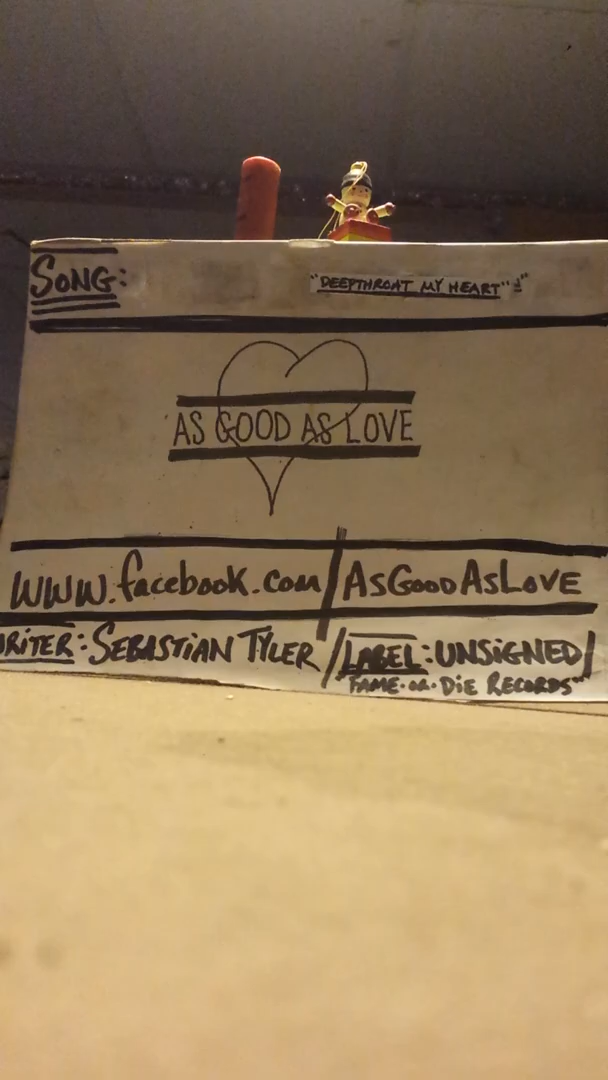 SONG: "DEEPTHROAT MY HEART"!"
AS GOOD AS LOVE
www.facebook.com/ASGOODASLOVE
WRITER: SEBASTIAN TYLER / LABEL: UNSIGNED/
"FAME-OR-DIE RECORDS"